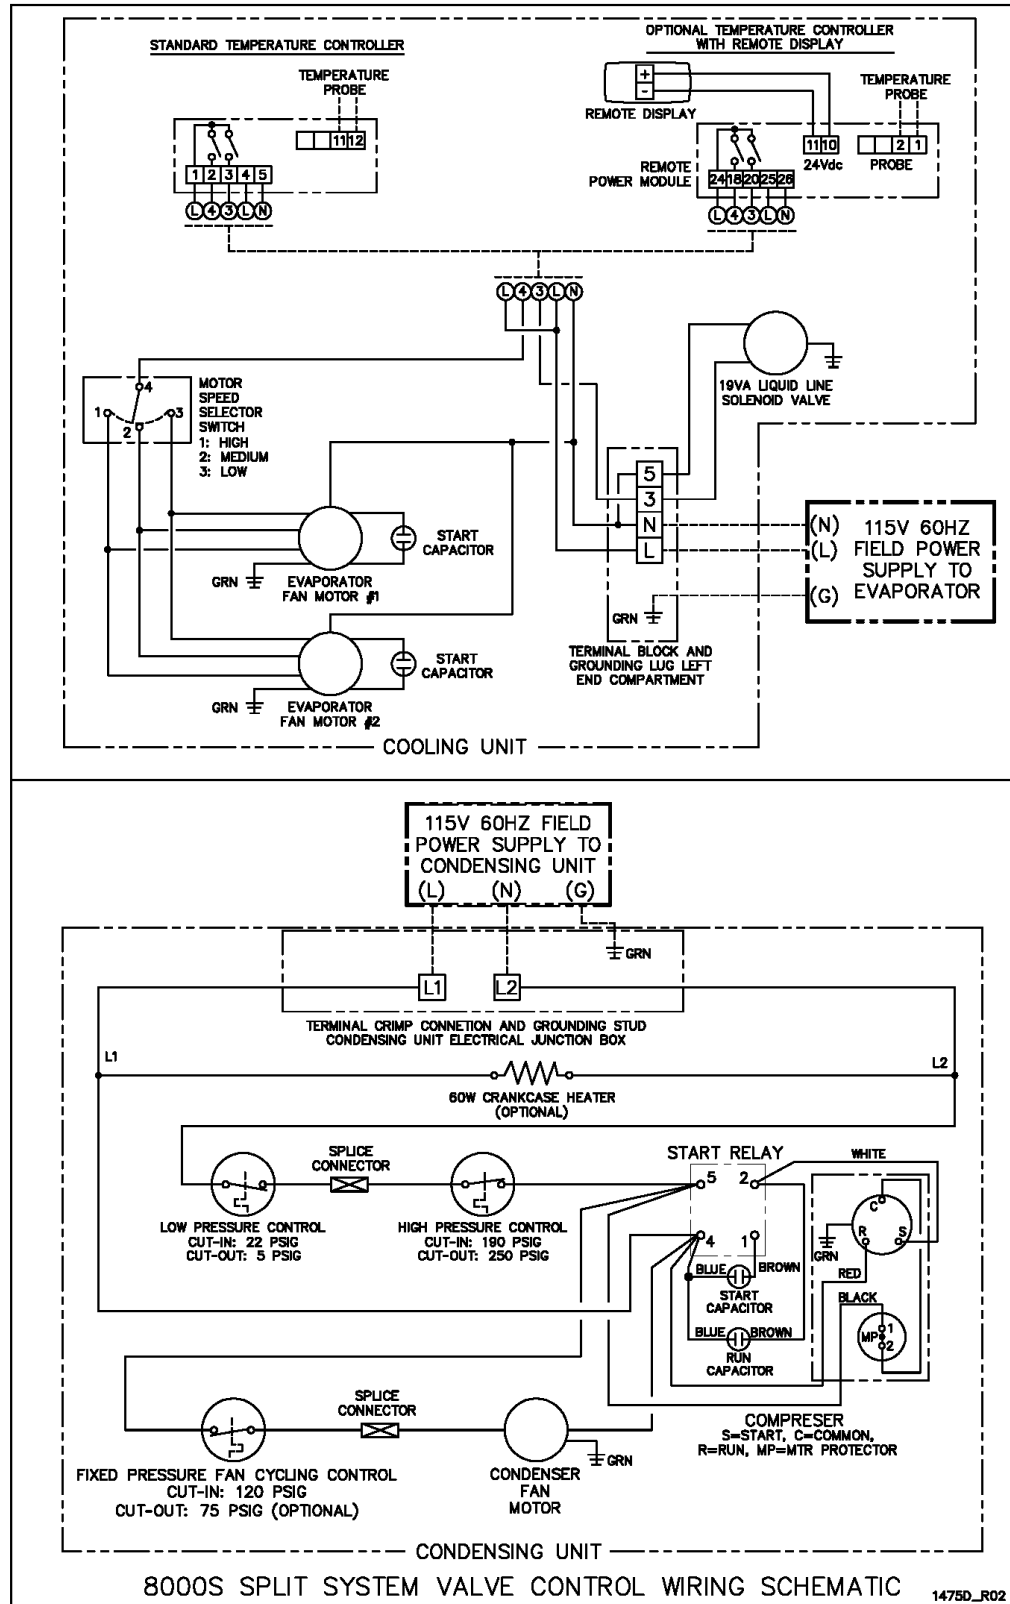 STANDARD TEMPERATURE CONTROLLER
TEMPERATURE
PROBE
11 12
1 2 3 4 5
L 4 3 L N
OPTIONAL TEMPERATURE CONTROLLER
WITH REMOTE DISPLAY
+
-
REMOTE DISPLAY
TEMPERATURE
PROBE
11 10
24Vdc
2 1
PROBE
REMOTE
POWER MODULE
24 18 20 25 26
L 4 3 L N
L 4 3 L N
19VA LIQUID LINE
SOLENOID VALVE
4
1
2
3
MOTOR
SPEED
SELECTOR
SWITCH
1: HIGH
2: MEDIUM
3: LOW
START
CAPACITOR
GRN
EVAPORATOR
FAN MOTOR #1
START
CAPACITOR
GRN
EVAPORATOR
FAN MOTOR #2
5
3
N
L
GRN
TERMINAL BLOCK AND
GROUNDING LUG LEFT
END COMPARTMENT
(N)
(L)
(G)
115V 60HZ
FIELD POWER
SUPPLY TO
EVAPORATOR
COOLING UNIT
115V 60HZ FIELD
POWER SUPPLY TO
CONDENSING UNIT
(L) (N) (G)
GRN
L1 L2
TERMINAL CRIMP CONNETION AND GROUNDING STUD
CONDENSING UNIT ELECTRICAL JUNCTION BOX
L1
L2
60W CRANKCASE HEATER
(OPTIONAL)
SPLICE
CONNECTOR
LOW PRESSURE CONTROL
CUT-IN: 22 PSIG
CUT-OUT: 5 PSIG
HIGH PRESSURE CONTROL
CUT-IN: 190 PSIG
CUT-OUT: 250 PSIG
START RELAY
5 2
4 1
WHITE
C
R S
GRN
RED
BLACK
1
MP
2
BLUE BROWN
START
CAPACITOR
BLUE BROWN
RUN
CAPACITOR
COMPRESER
S=START, C=COMMON,
R=RUN, MP=MTR PROTECTOR
SPLICE
CONNECTOR
FIXED PRESSURE FAN CYCLING CONTROL
CUT-IN: 120 PSIG
CUT-OUT: 75 PSIG (OPTIONAL)
CONDENSER
FAN
MOTOR
GRN
CONDENSING UNIT
8000S SPLIT SYSTEM VALVE CONTROL WIRING SCHEMATIC
1475D_R02